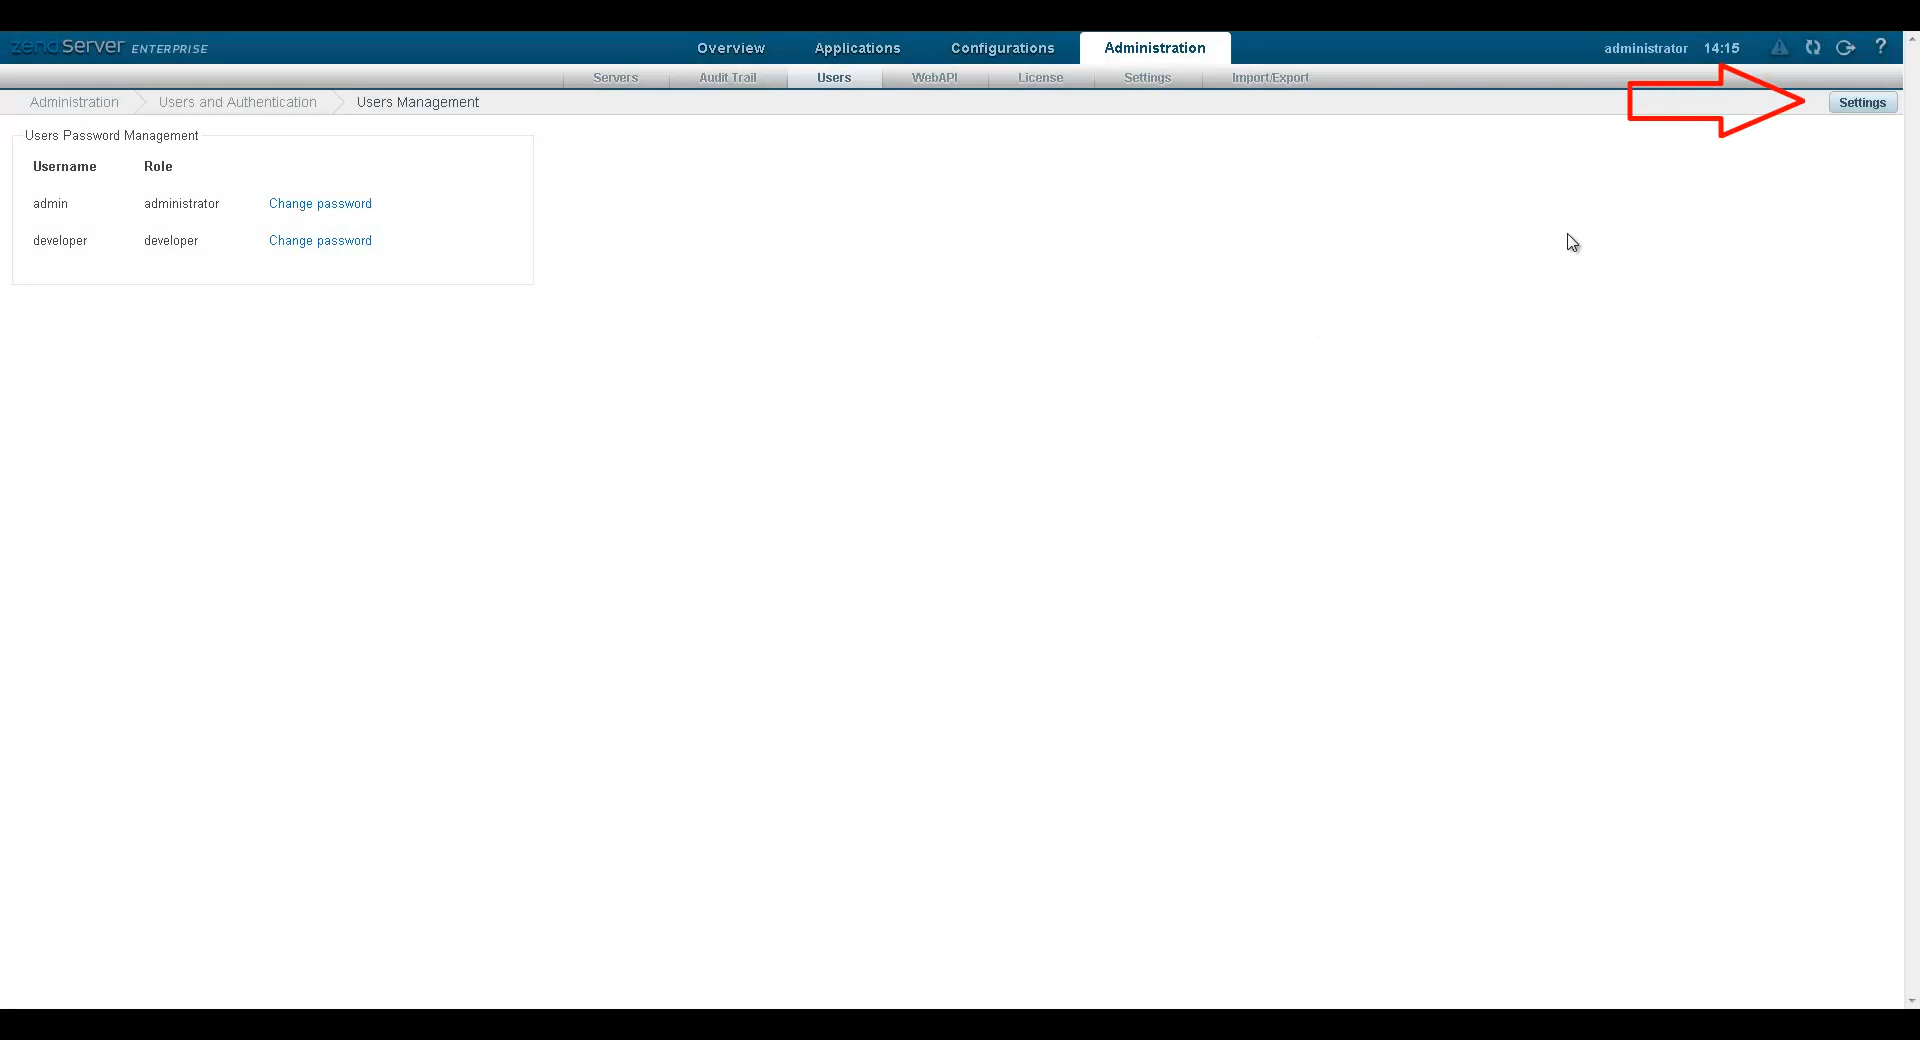 zend Server ENTERPRISE
Overview Applications Configurations Administration
administrator 14:15 ?
Servers Audit Trail Users WebAPI License Settings Import/Export
Administration Users and Authentication Users Management
Settings
Users Password Management
Username Role
admin administrator Change password
developer developer Change password